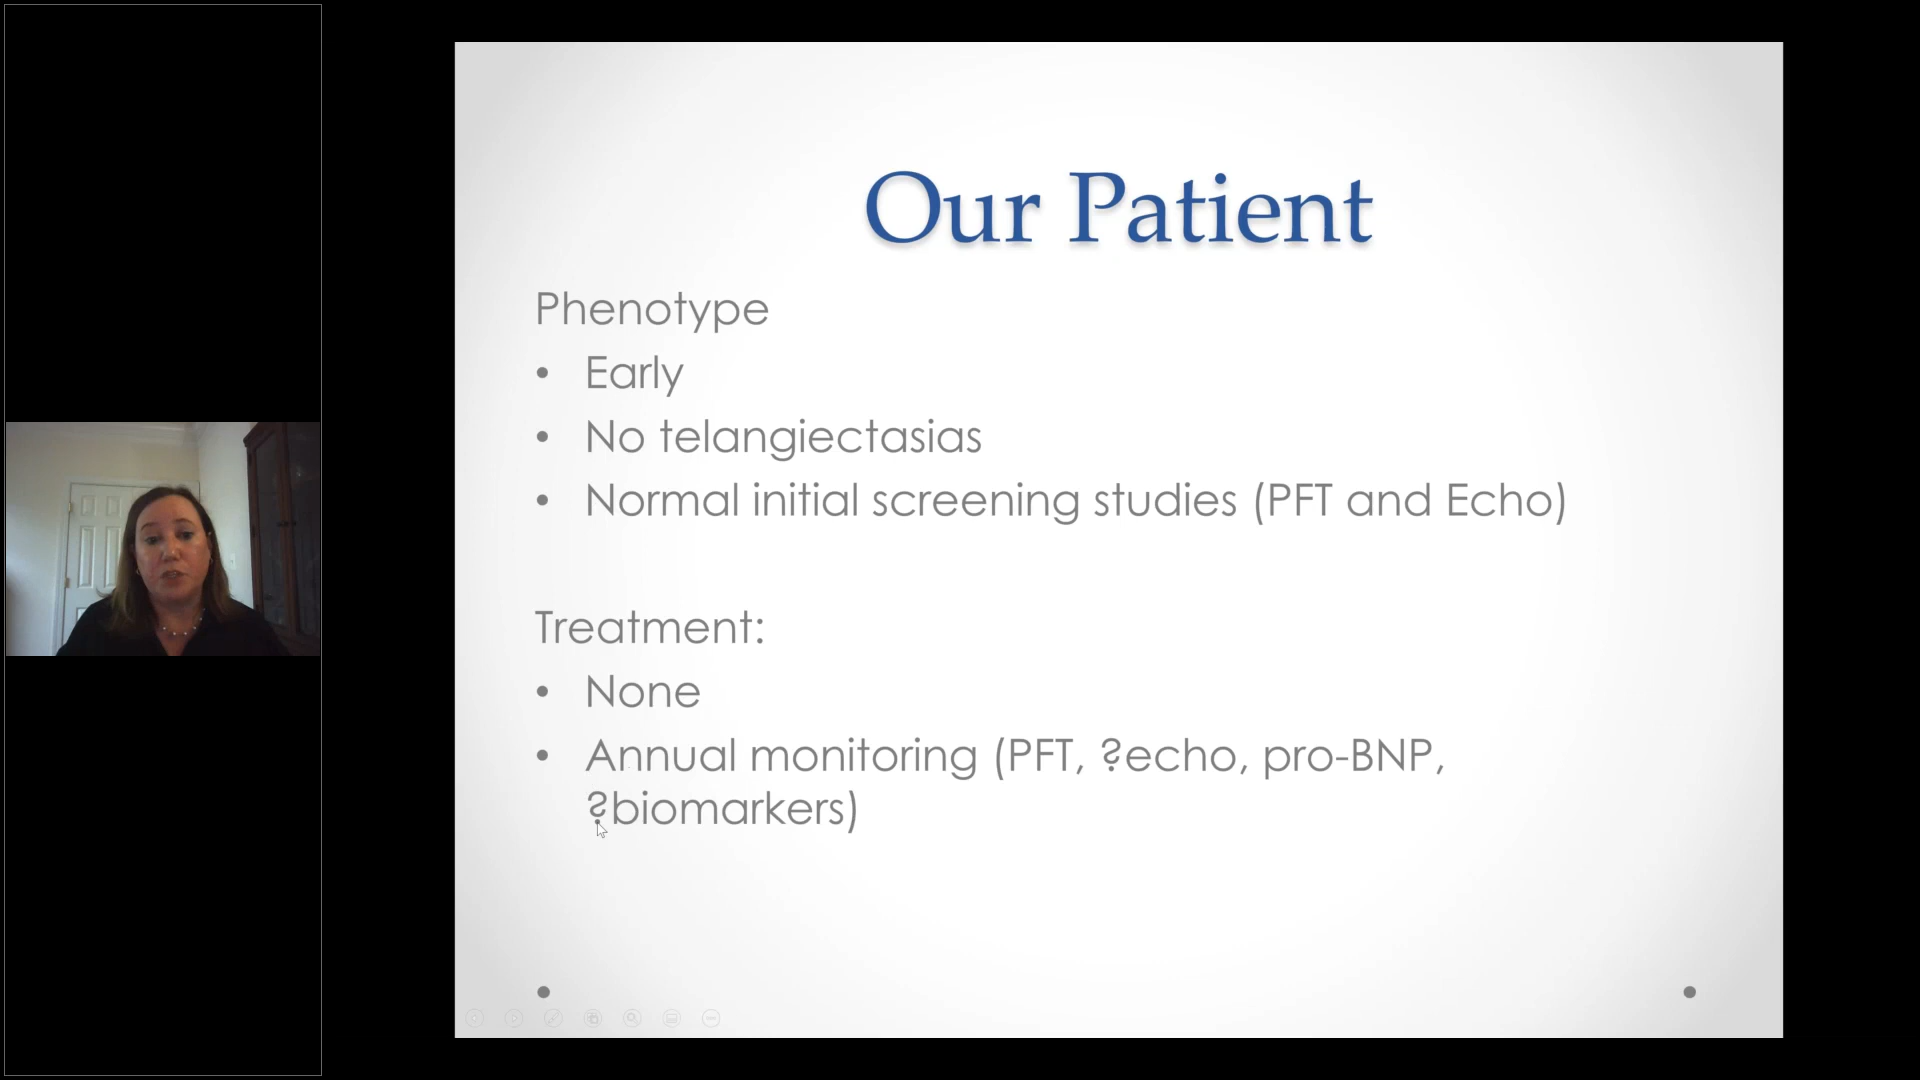 Our Patient
Phenotype
• Early
• No telangiectasias
• Normal initial screening studies (PFT and Echo)
Treatment:
• None
• Annual monitoring (PFT, ?echo, pro-BNP,
?biomarkers)